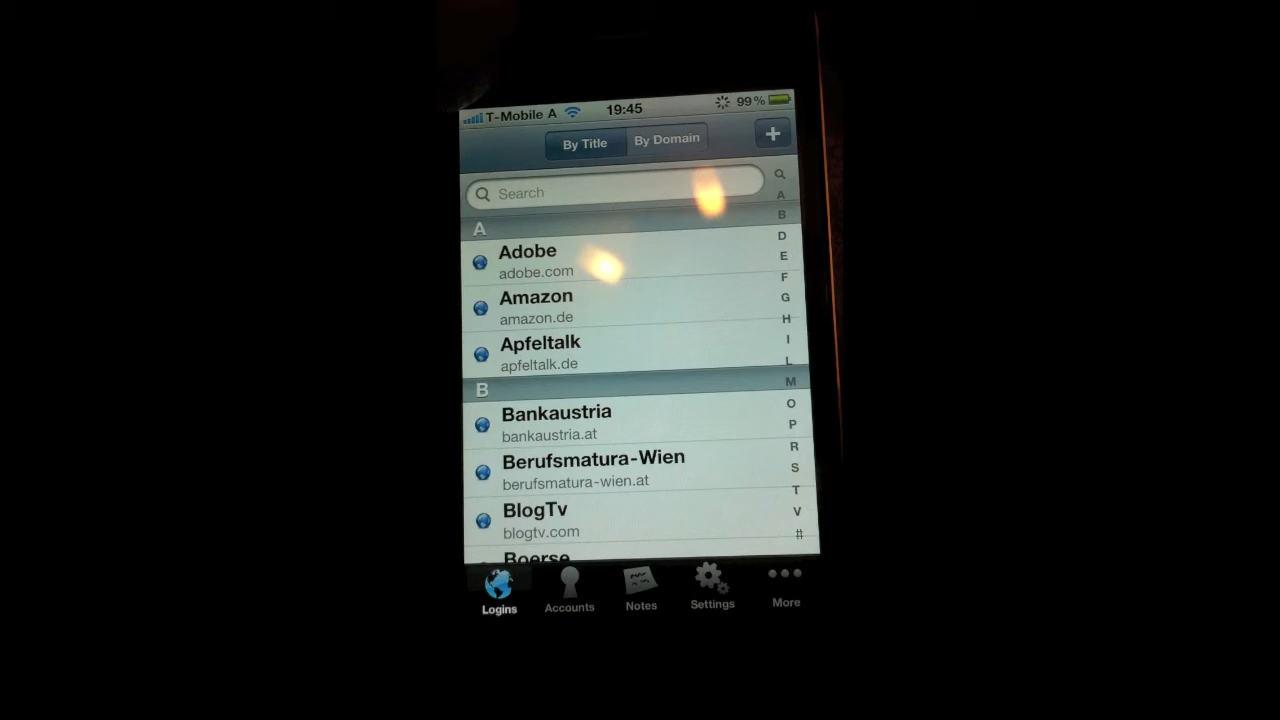 T-Mobile A 19:45 99%
By Title By Domain +
Search
A
Adobe
adobe.com
Amazon
amazon.de
Apfeltalk
apfeltalk.de
B
Bankaustria
bankaustria.at
Berufsmatura-Wien
berufsmatura-wien.at
BlogTv
blogtv.com
Boerse
A
B
D
E
F
G
H
I
L
M
O
P
R
S
T
V
#
Logins Accounts Notes Settings More